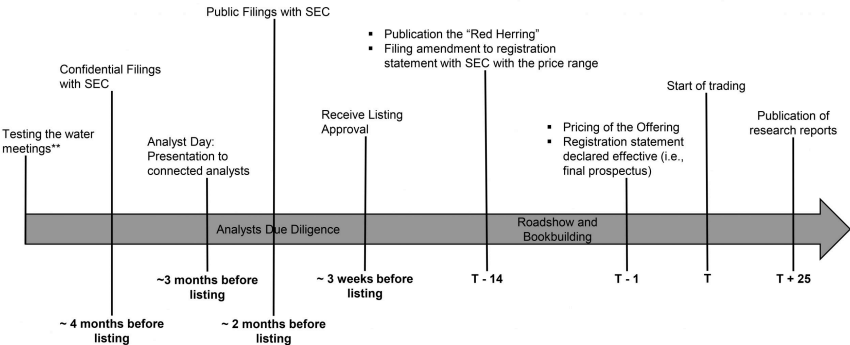 Public Filings with SEC
▪ Publication the “Red Herring”
▪ Filing amendment to registration
statement with SEC with the price range
Confidential Filings
with SEC
Start of trading
Testing the water
meetings**
Analyst Day:
Presentation to
connected analysts
Receive Listing
Approval
▪ Pricing of the Offering
▪ Registration statement
declared effective (i.e.,
final prospectus)
Publication of
research reports
Analysts Due Diligence
Roadshow and
Bookbuilding
~3 months before
listing
~ 3 weeks before
listing
T - 14
T - 1
T
T + 25
~ 4 months before
listing
~ 2 months before
listing